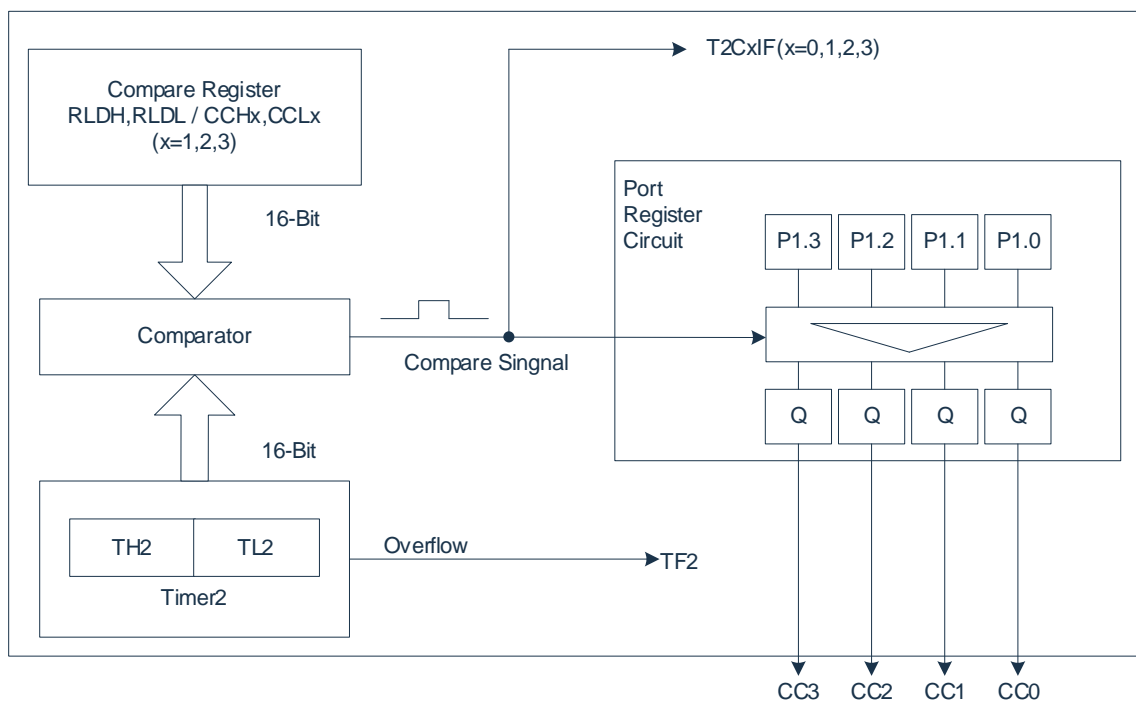 T2CxIF(x=0,1,2,3)
Compare Register
RLDH,RLDL / CCHx,CCLx
(x=1,2,3)
16-Bit
Port
Register
Circuit
P1.3
P1.2
P1.1
P1.0
Comparator
Compare Singnal
Q
Q
Q
Q
16-Bit
TH2
TL2
Timer2
Overflow
TF2
CC3
CC2
CC1
CC0